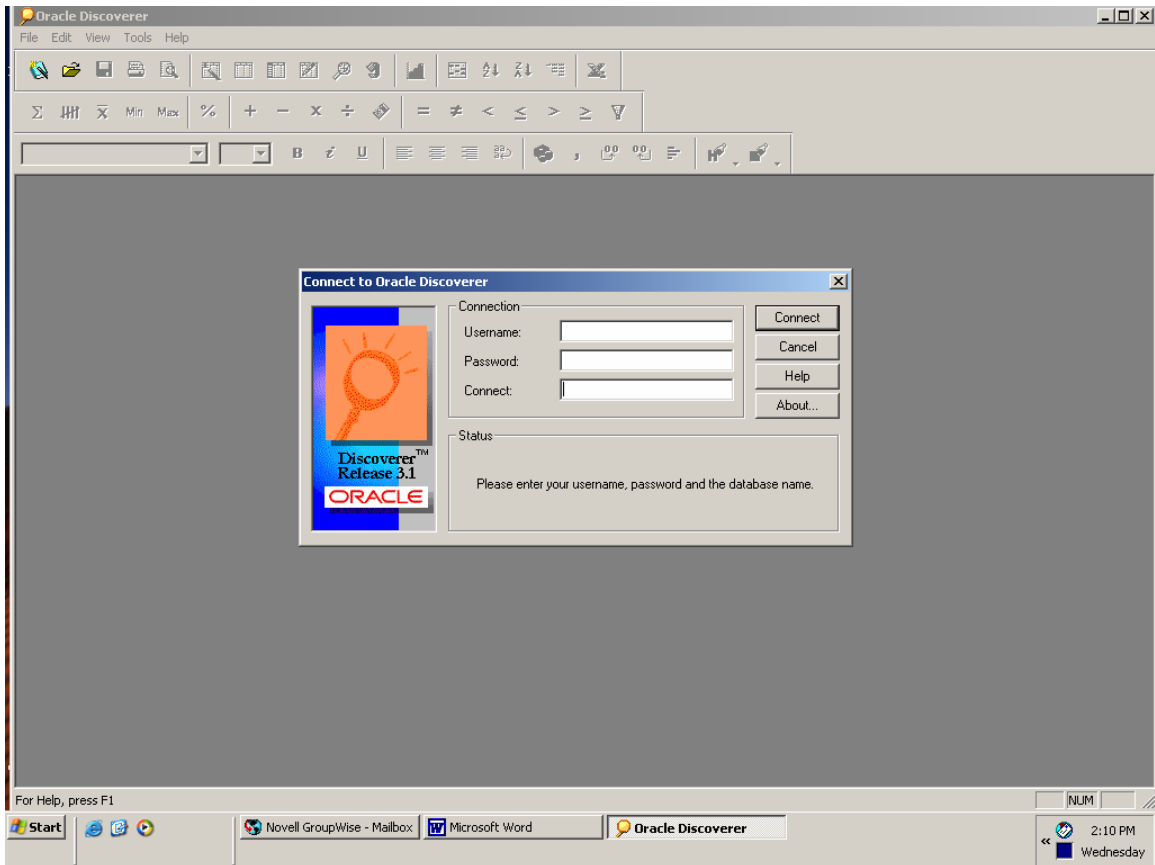 Oracle Discoverer
File Edit View Tools Help
Σ x̅ Min Max % + − × ÷ = ≠ < ≤ > ≥
B i U ,
Connect to Oracle Discoverer
Connection
Username:
Password:
Connect:
Connect
Cancel
Help
About...
Discoverer™
Release 3.1
ORACLE
Status
Please enter your username, password and the database name.
For Help, press F1
NUM
Start
Novell GroupWise - Mailbox
Microsoft Word
Oracle Discoverer
« 2:10 PM
Wednesday